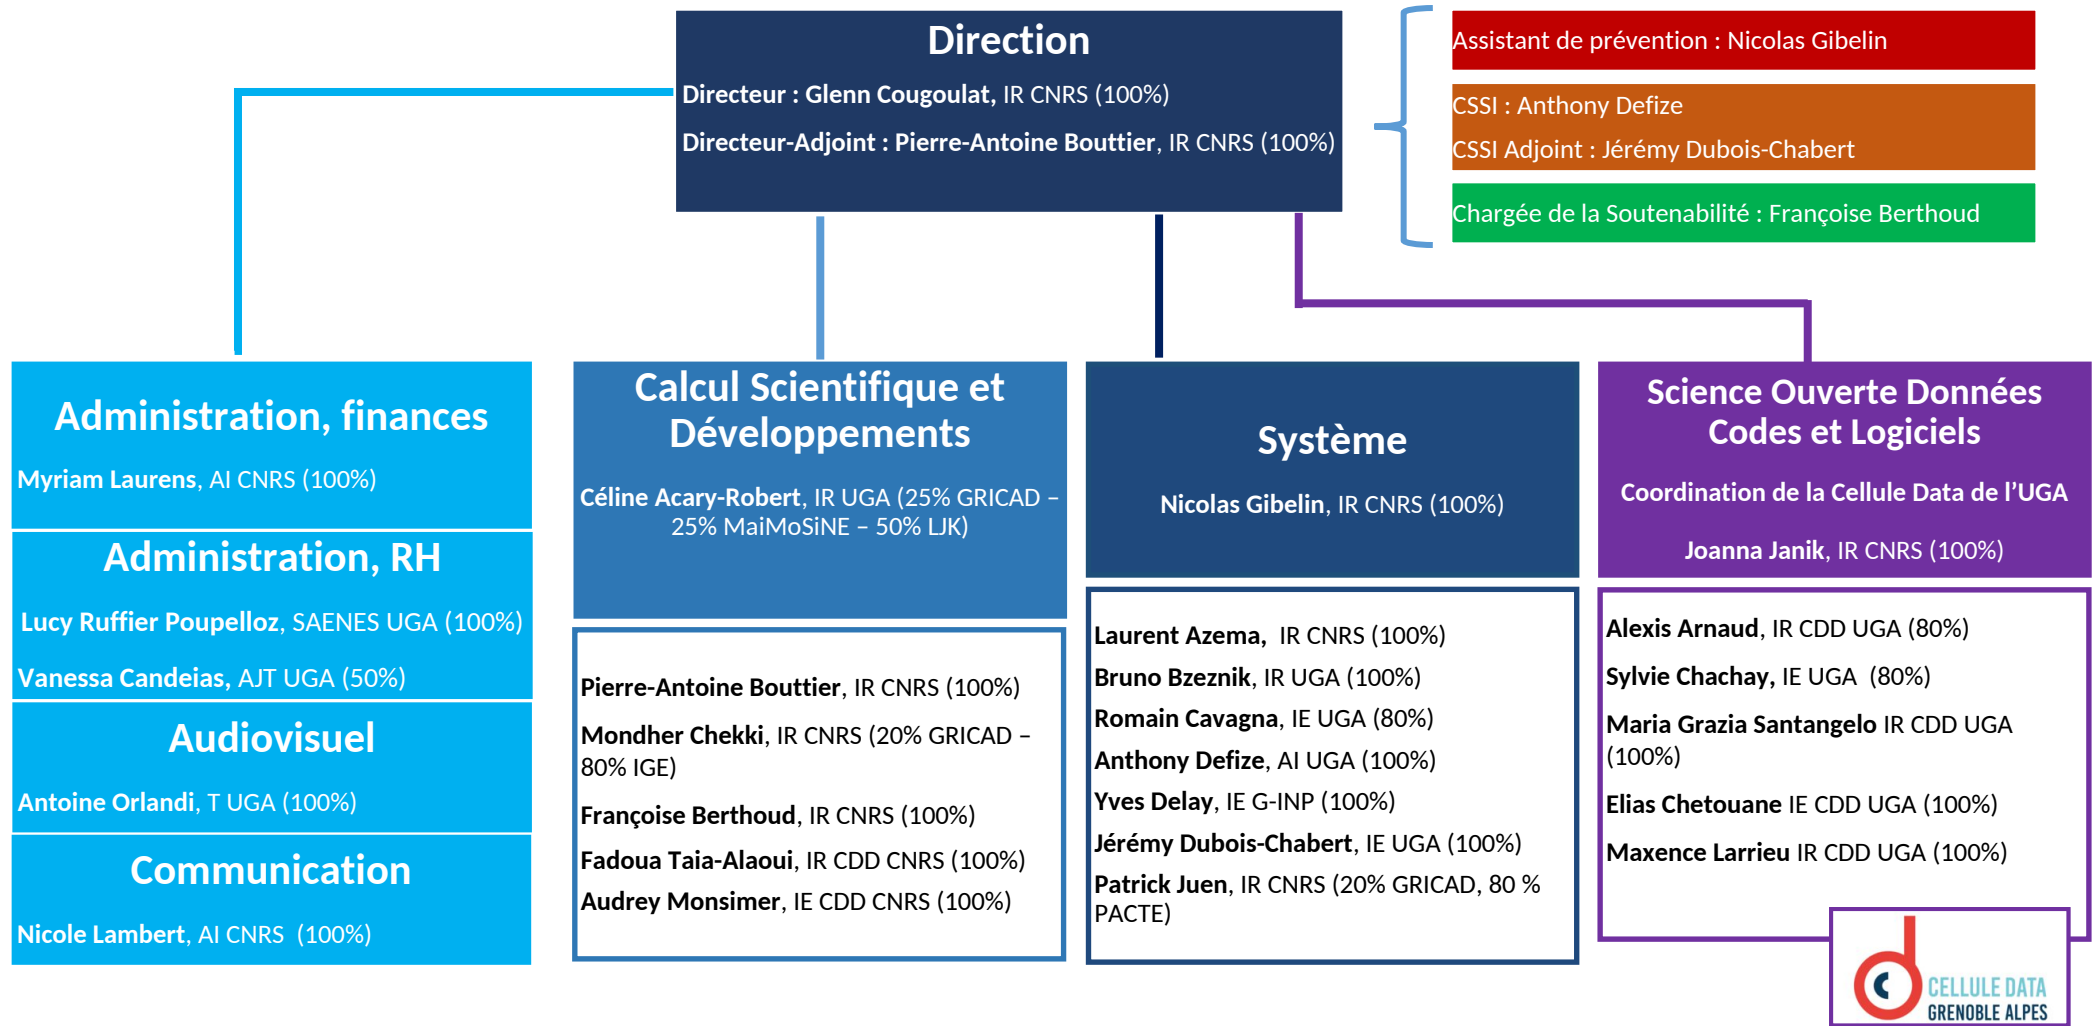 Direction
Directeur : Glenn Cougoulat, IR CNRS (100%)
Directeur-Adjoint : Pierre-Antoine Bouttier, IR CNRS (100%)
Assistant de prévention : Nicolas Gibelin
CSSI : Anthony Defize
CSSI Adjoint : Jérémy Dubois-Chabert
Chargée de la Soutenabilité : Françoise Berthoud
Administration, finances
Myriam Laurens, AI CNRS (100%)
Administration, RH
Lucy Ruffier Poupelloz, SAENES UGA (100%)
Vanessa Candeias, AJT UGA (50%)
Audiovisuel
Antoine Orlandi, T UGA (100%)
Communication
Nicole Lambert, AI CNRS  (100%)
Calcul Scientifique et
Développements
Céline Acary-Robert, IR UGA (25% GRICAD –
25% MaiMoSiNE – 50% LJK)
Pierre-Antoine Bouttier, IR CNRS (100%)
Mondher Chekki, IR CNRS (20% GRICAD –
80% IGE)
Françoise Berthoud, IR CNRS (100%)
Fadoua Taia-Alaoui, IR CDD CNRS (100%)
Audrey Monsimer, IE CDD CNRS (100%)
Système
Nicolas Gibelin, IR CNRS (100%)
Laurent Azema,  IR CNRS (100%)
Bruno Bzeznik, IR UGA (100%)
Romain Cavagna, IE UGA (80%)
Anthony Defize, AI UGA (100%)
Yves Delay, IE G-INP (100%)
Jérémy Dubois-Chabert, IE UGA (100%)
Patrick Juen, IR CNRS (20% GRICAD, 80 %
PACTE)
Science Ouverte Données
Codes et Logiciels
Coordination de la Cellule Data de l’UGA
Joanna Janik, IR CNRS (100%)
Alexis Arnaud, IR CDD UGA (80%)
Sylvie Chachay, IE UGA  (80%)
Maria Grazia Santangelo IR CDD UGA
(100%)
Elias Chetouane IE CDD UGA (100%)
Maxence Larrieu IR CDD UGA (100%)
CELLULE DATA
GRENOBLE ALPES